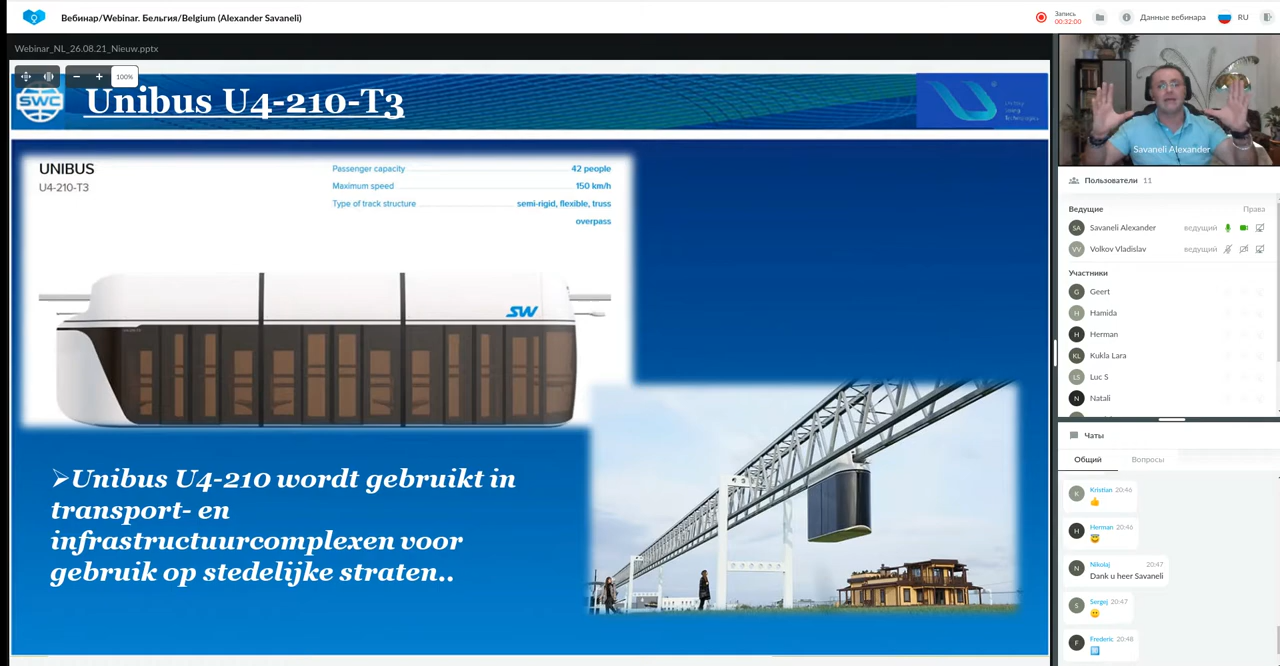 Вебинар/Webinar. Бельгия/Belgium (Alexander Savaneli)
Запись
00:32:00
Данные вебинара
RU
Webinar_NL_26.08.21_Nieuw.pptx
100%
SWC
Unibus U4-210-T3
UNIBUS
U4-210-T3
Passenger capacity 42 people
Maximum speed 150 km/h
Type of track structure semi-rigid, flexible, truss
overpass
SW
➢Unibus U4-210 wordt gebruikt in
transport- en
infrastructuurcomplexen voor
gebruik op stedelijke straten..
Savaneli Alexander
Пользователи 11
Ведущие Права
SA Savaneli Alexander ведущий
VV Volkov Vladislav ведущий
Участники
G Geert
H Hamida
H Herman
KL Kukla Lara
LS Luc S
N Natali
Чаты
Общий Вопросы
K Kristian 20:46
👍
H Herman 20:46
😇
N Nikolaj 20:47
Dank u heer Savaneli
S Sergej 20:47
🙂
F Frederic 20:48